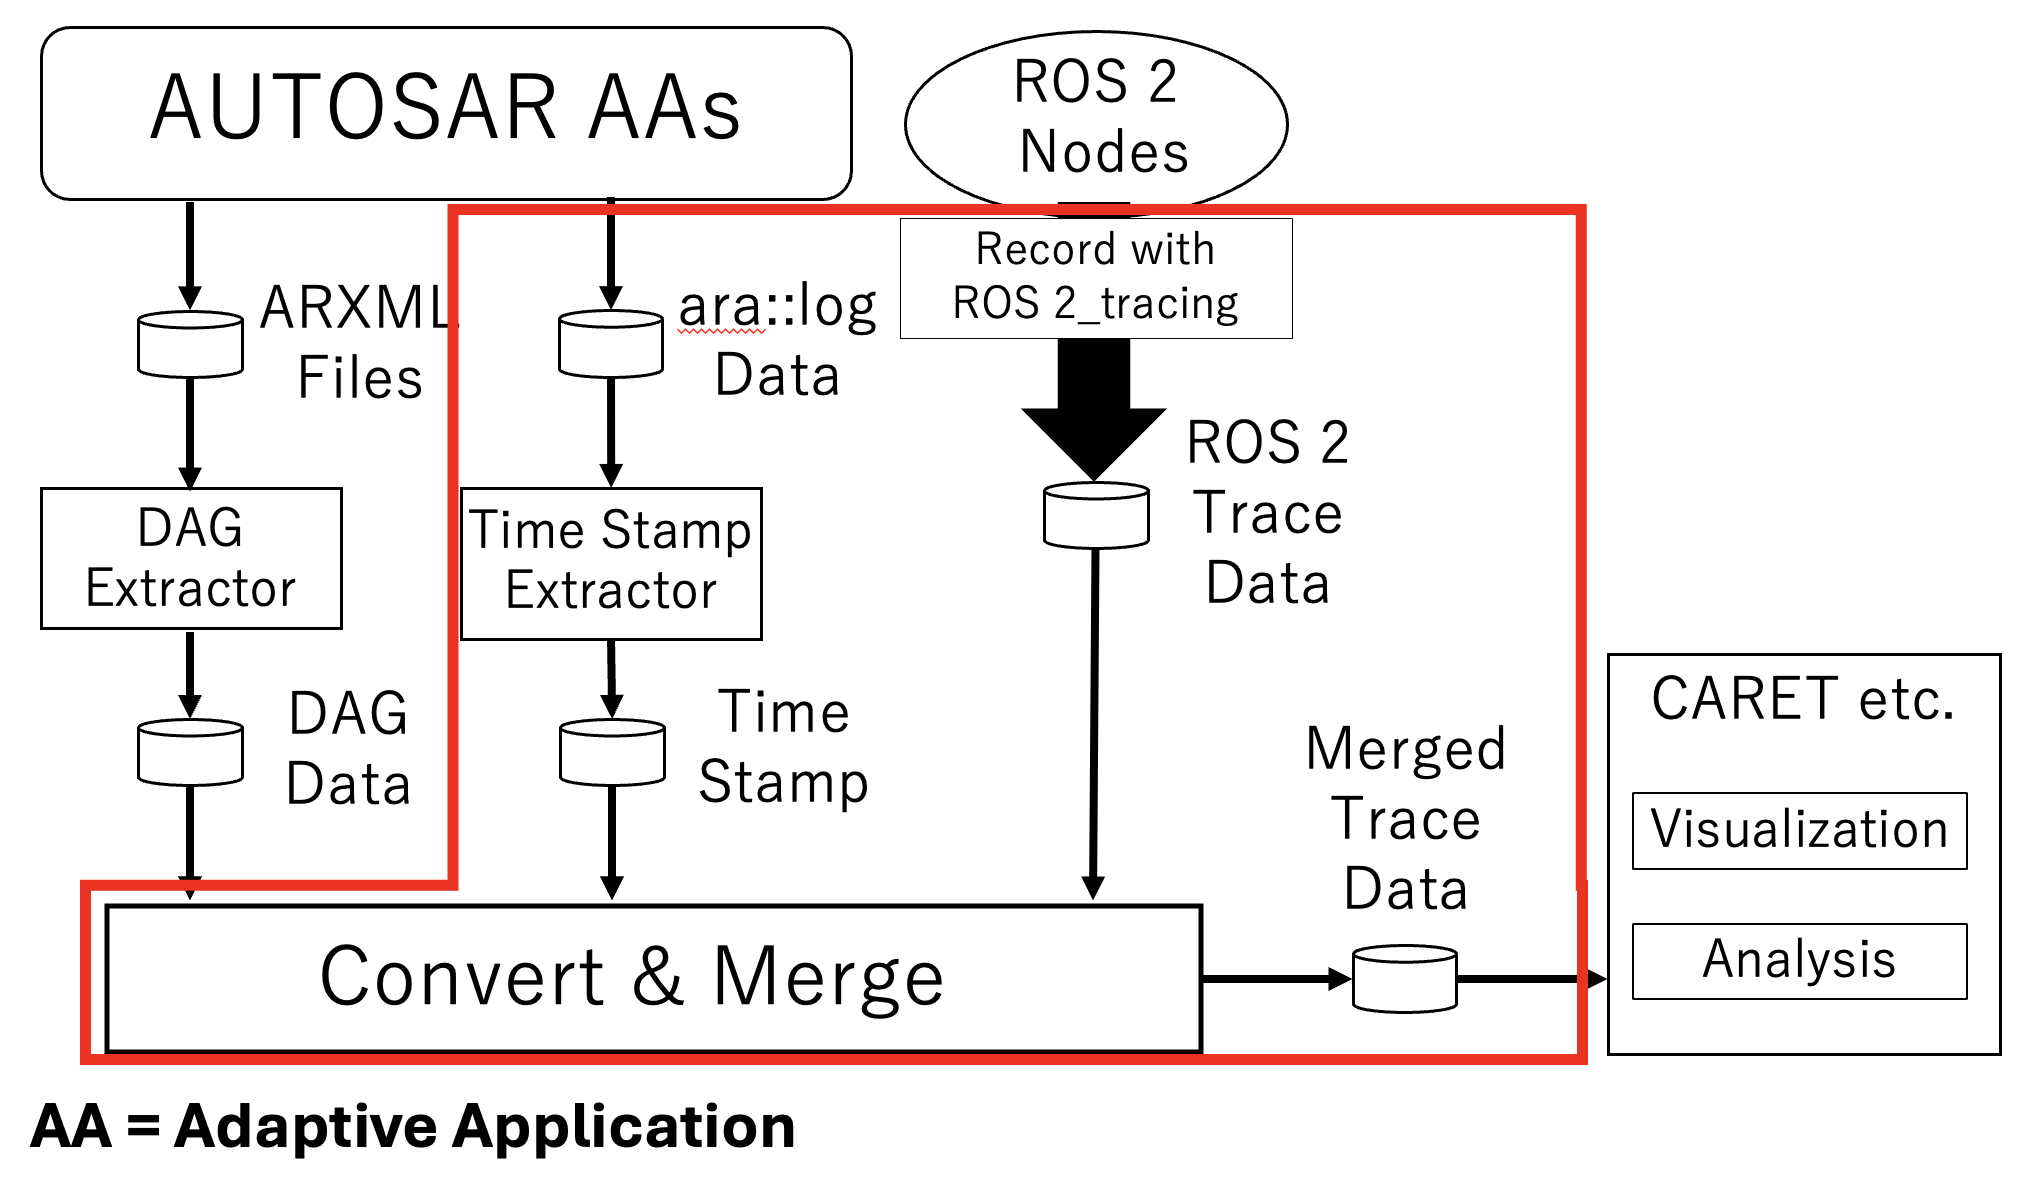 AUTOSAR AAs
ROS 2
Nodes
Record with
ROS 2_tracing
ARXML
Files
ara::log
Data
ROS 2
Trace
Data
DAG
Extractor
Time Stamp
Extractor
DAG
Data
Time
Stamp
Merged
Trace
Data
CARET etc.
Visualization
Analysis
Convert & Merge
AA = Adaptive Application